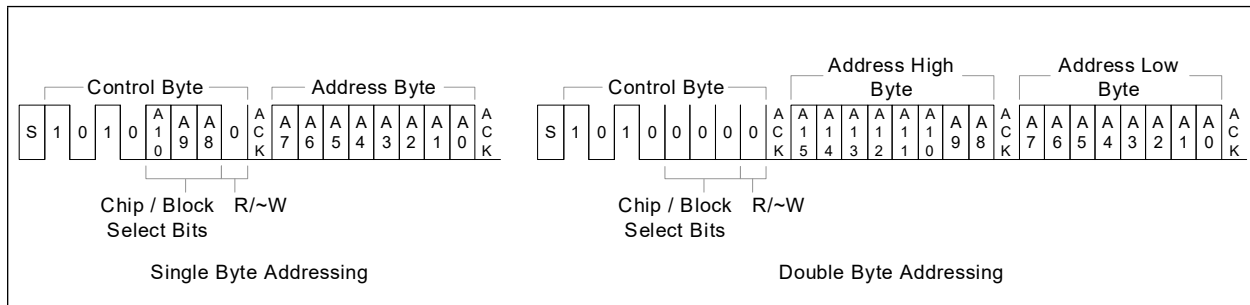 Control Byte
Address Byte
S 1 0 1 0 A10 A9 A8 0 ACK A7 A6 A5 A4 A3 A2 A1 A0 ACK
Chip / Block
Select Bits
R/~W
Single Byte Addressing
Control Byte
Address High
Byte
Address Low
Byte
S 1 0 1 0 0 0 0 0 ACK A15 A14 A13 A12 A11 A10 A9 A8 ACK A7 A6 A5 A4 A3 A2 A1 A0 ACK
Chip / Block
Select Bits
R/~W
Double Byte Addressing